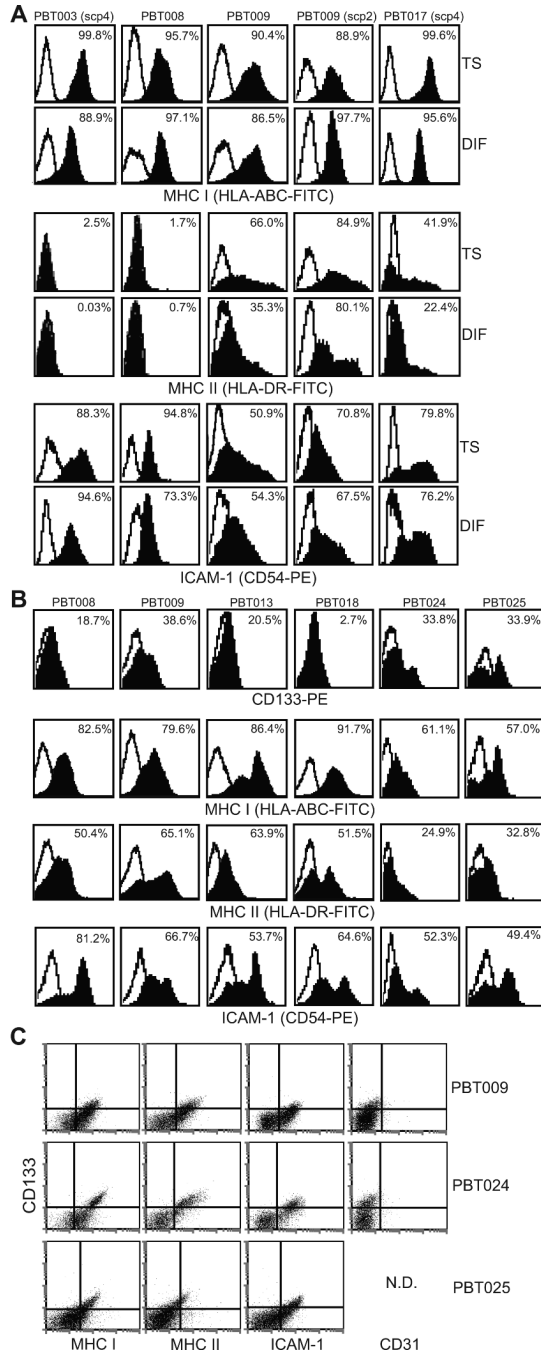 A
PBT003 (scp4) PBT008 PBT009 PBT009 (scp2) PBT017 (scp4)
99.8% 95.7% 90.4% 88.9% 99.6% TS
88.9% 97.1% 86.5% 97.7% 95.6% DIF
MHC I (HLA-ABC-FITC)
2.5% 1.7% 66.0% 84.9% 41.9% TS
0.03% 0.7% 35.3% 80.1% 22.4% DIF
MHC II (HLA-DR-FITC)
88.3% 94.8% 50.9% 70.8% 79.8% TS
94.6% 73.3% 54.3% 67.5% 76.2% DIF
ICAM-1 (CD54-PE)
B
PBT008 PBT009 PBT013 PBT018 PBT024 PBT025
18.7% 38.6% 20.5% 2.7% 33.8% 33.9%
CD133-PE
82.5% 79.6% 86.4% 91.7% 61.1% 57.0%
MHC I (HLA-ABC-FITC)
50.4% 65.1% 63.9% 51.5% 24.9% 32.8%
MHC II (HLA-DR-FITC)
81.2% 66.7% 53.7% 64.6% 52.3% 49.4%
ICAM-1 (CD54-PE)
C
PBT009
CD133
PBT024
N.D. PBT025
MHC I MHC II ICAM-1 CD31